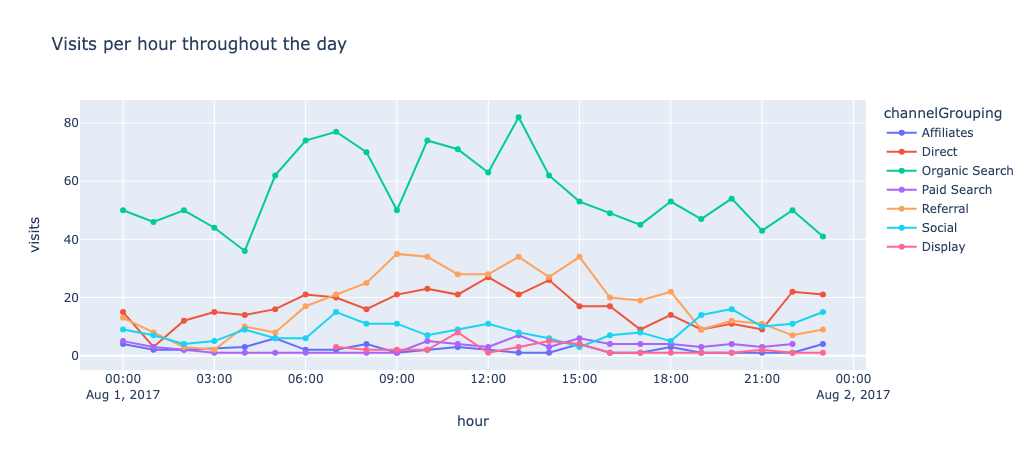 Visits per hour throughout the day
channelGrouping
Affiliates
Direct
Organic Search
Paid Search
Referral
Social
Display
visits
80
60
40
20
0
00:00 03:00 06:00 09:00 12:00 15:00 18:00 21:00 00:00
Aug 1, 2017 Aug 2, 2017
hour